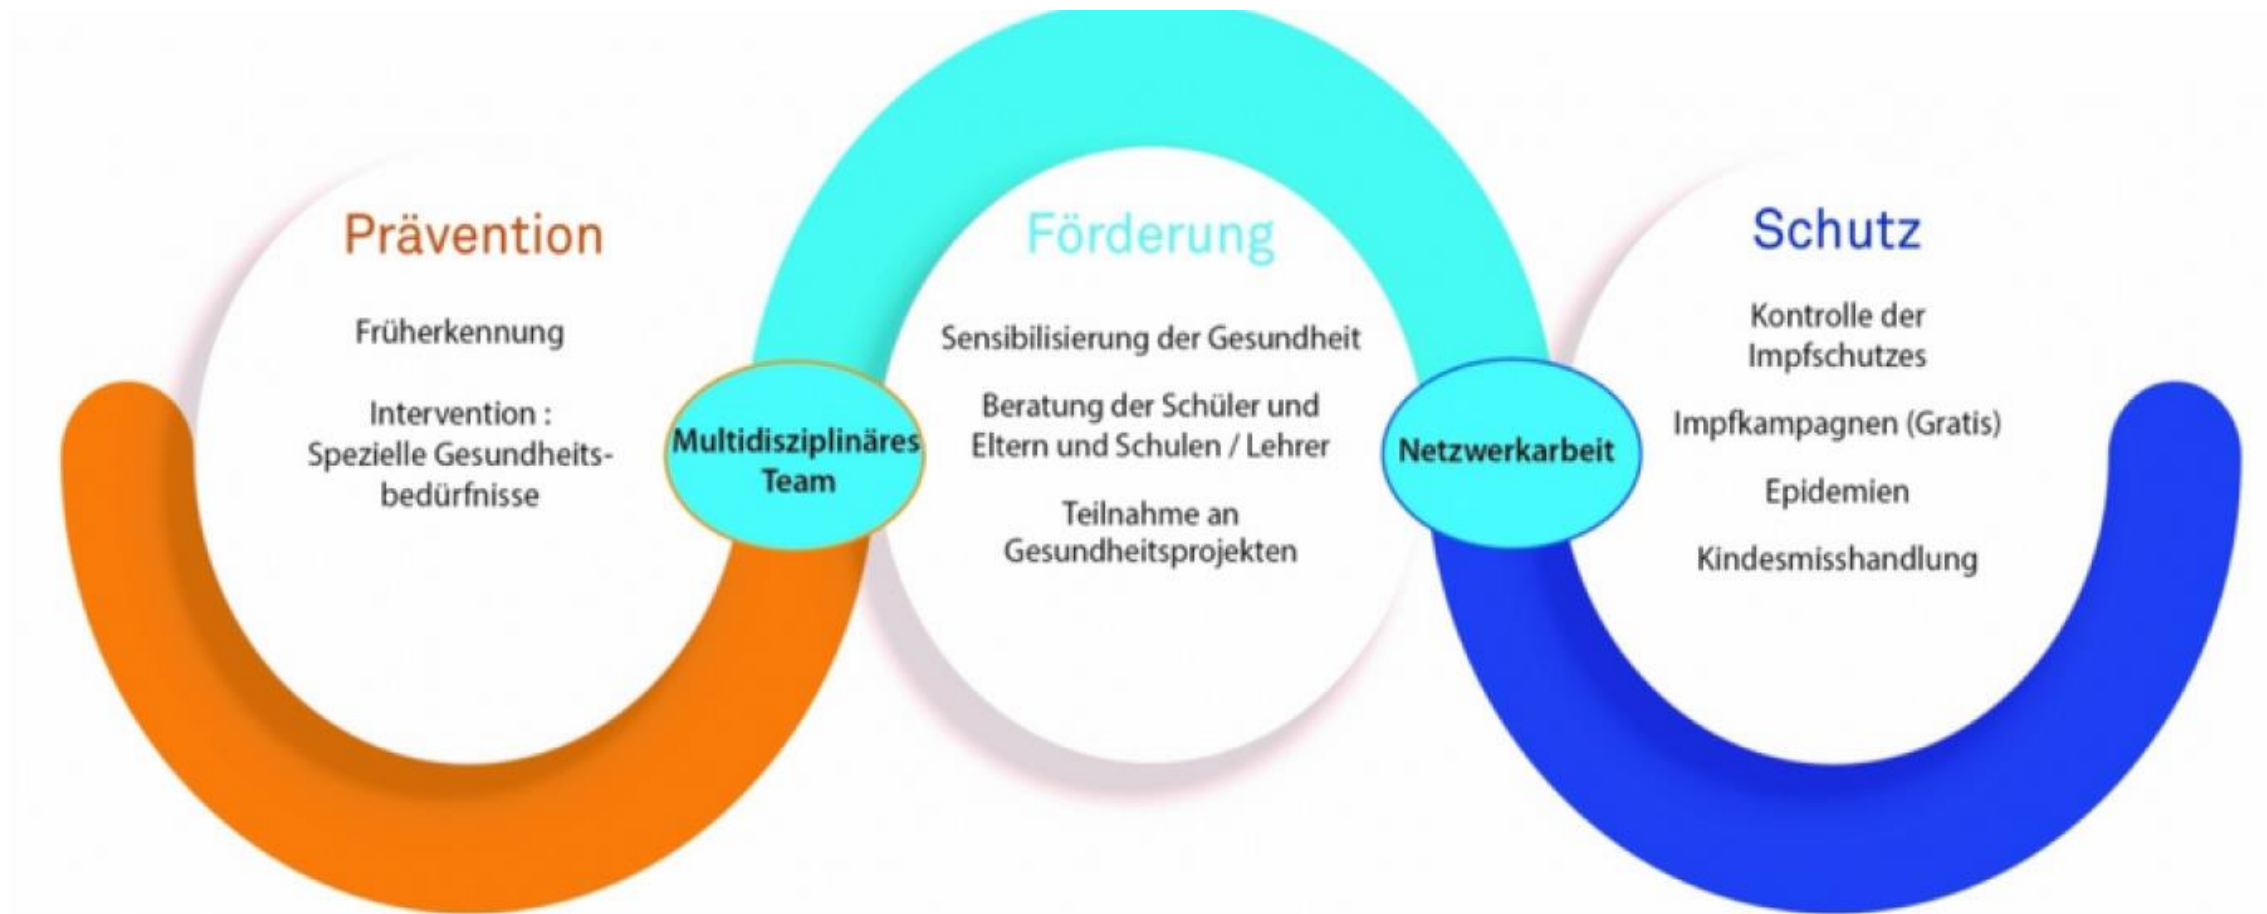 Prävention
Früherkennung
Intervention :
Spezielle Gesundheits-
bedürfnisse
Multidisziplinäres
Team
Förderung
Sensibilisierung der Gesundheit
Beratung der Schüler und
Eltern und Schulen / Lehrer
Teilnahme an
Gesundheitsprojekten
Netzwerkarbeit
Schutz
Kontrolle der
Impfschutzes
Impfkampagnen (Gratis)
Epidemien
Kindesmisshandlung